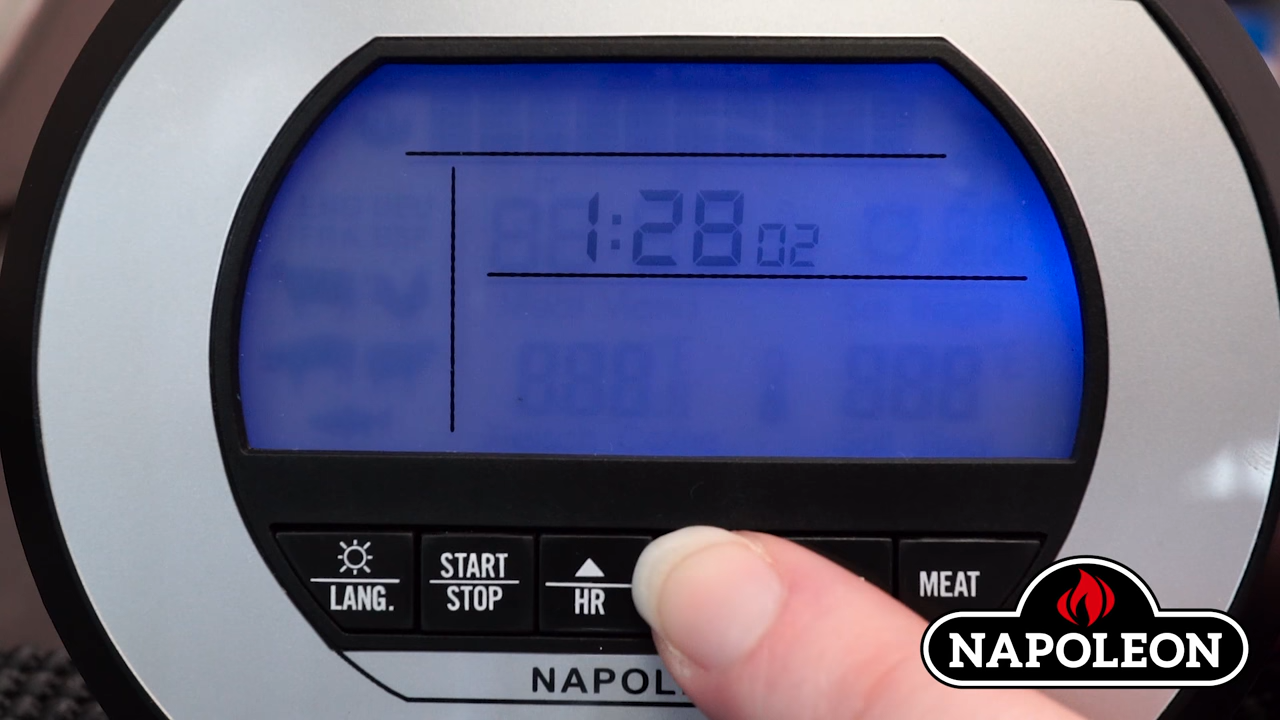 1:28 02
START
STOP
HR
LANG.
MEAT
NAPOL
NAPOLEON